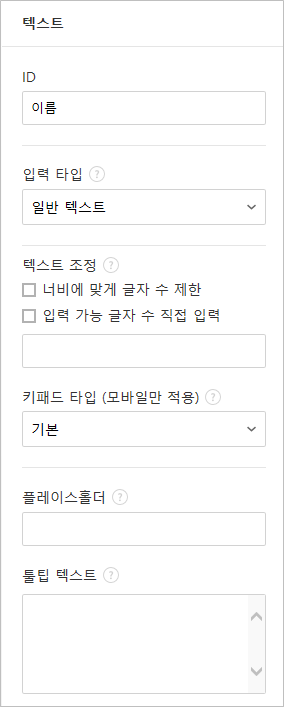 텍스트
ID
이름
입력 타입 ?
일반 텍스트
텍스트 조정 ?
너비에 맞게 글자 수 제한
입력 가능 글자 수 직접 입력
키패드 타입 (모바일만 적용) ?
기본
플레이스홀더 ?
툴팁 텍스트 ?